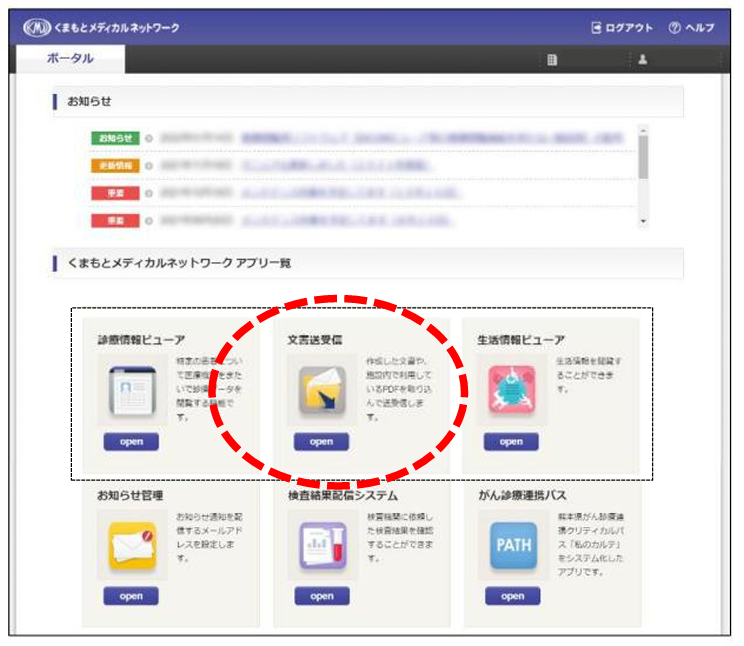 くまもとメディカルネットワーク
ログアウト
ヘルプ
ポータル
お知らせ
お知らせ
更新情報
重要
重要
くまもとメディカルネットワーク アプリ一覧
診療情報ビューア
特定の患者につい
て医療機関をまた
いで診療データを
閲覧する機能で
す。
open
文書送受信
作成した文書や、
施設内で利用して
いるPDFを取り込
んで送受信しま
す。
open
生活情報ビューア
生活情報を閲覧す
ることができま
す。
open
お知らせ管理
お知らせ通知を配
信するメールアド
レスを設定しま
す。
open
検査結果配信システム
検査機関に依頼し
た検査結果を確認
することができま
す。
open
がん診療連携パス
PATH
熊本県がん診療連
携クリティカルパ
ス「私のカルテ」
をシステム化した
アプリです。
open